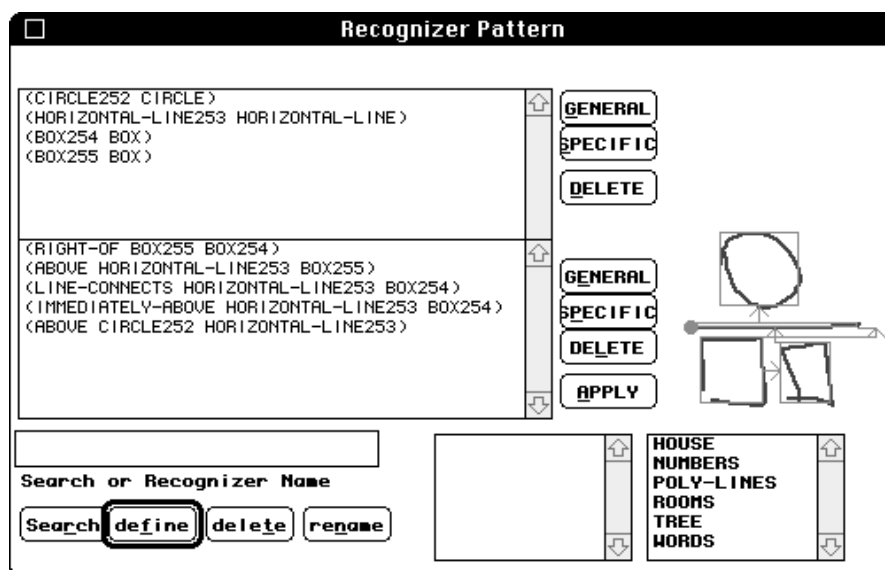 Recognizer Pattern
(CIRCLE252 CIRCLE)
(HORIZONTAL-LINE253 HORIZONTAL-LINE)
(BOX254 BOX)
(BOX255 BOX)
GENERAL
SPECIFIC
DELETE
(RIGHT-OF BOX255 BOX254)
(ABOVE HORIZONTAL-LINE253 BOX255)
(LINE-CONNECTS HORIZONTAL-LINE253 BOX254)
(IMMEDIATELY-ABOVE HORIZONTAL-LINE253 BOX254)
(ABOVE CIRCLE252 HORIZONTAL-LINE253)
GENERAL
SPECIFIC
DELETE
APPLY
Search or Recognizer Name
Search define delete rename
HOUSE
NUMBERS
POLY-LINES
ROOMS
TREE
WORDS